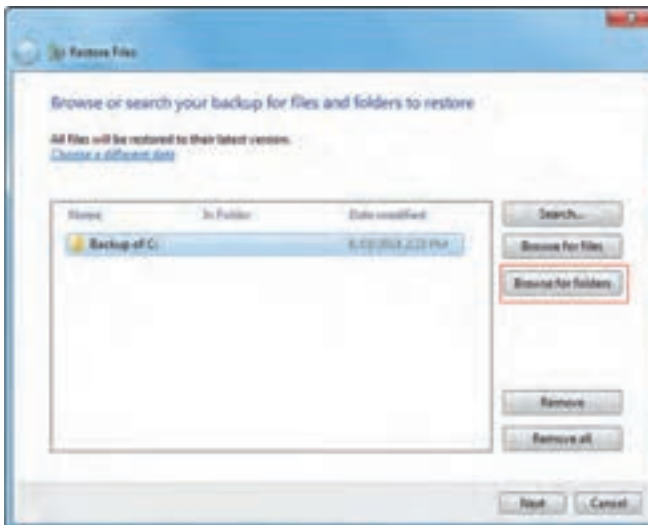 Restore Files
Browse or search your backup for files and folders to restore
All files will be restored to their latest version.
Choose a different date
Name In Folder Date modified
Backup of C:
Search...
Browse for files
Browse for folders
Remove
Remove all
Next Cancel